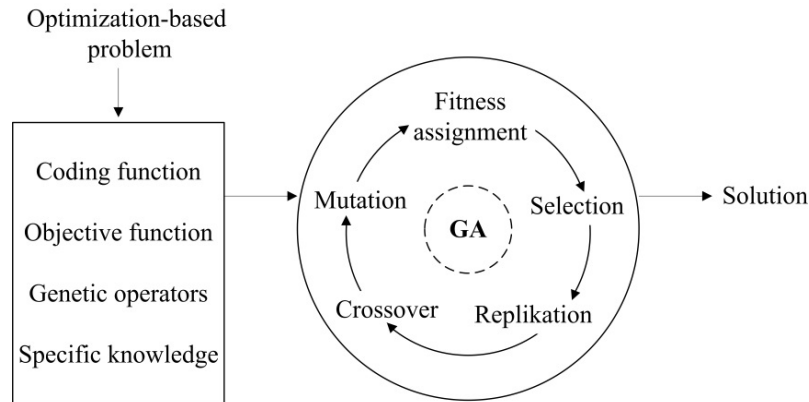 Optimization-based
problem
Coding function
Objective function
Genetic operators
Specific knowledge
Fitness
assignment
Selection
Replikation
Crossover
Mutation
GA
Solution